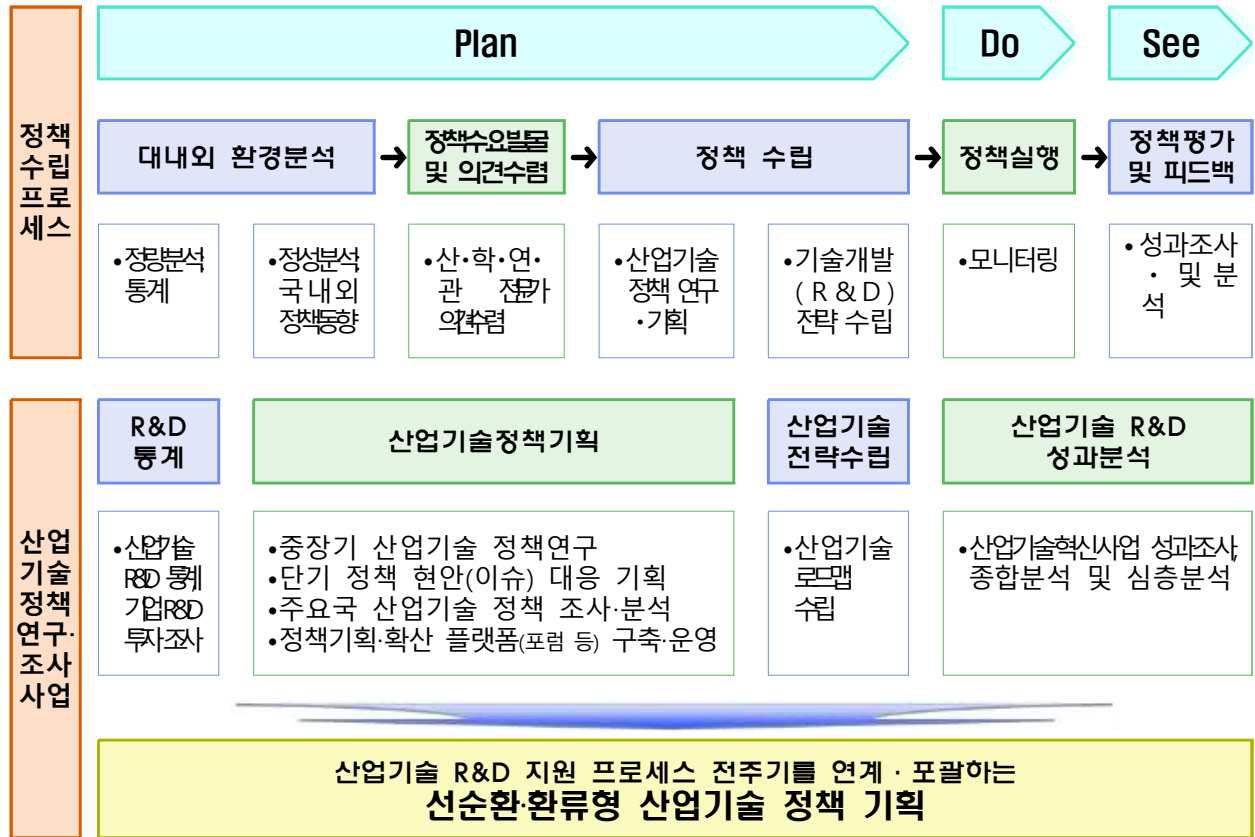 Plan
Do
See
정책
수립
프로
세스
대내외 환경분석
정책수요발굴
및 의견수렴
정책 수립
정책실행
정책평가
및 피드백
•정량분석,
통계
•정성분석,
국내외
정책동향
•산·학·연·
관 전문가
의견수렴
•산업기술
정책 연구
·기획
•기술개발
(R&D)
전략 수립
•모니터링
•성과조사
· 및 분
석
산업
기술
정책
연구·
조사
사업
R&D
통계
산업기술정책기획
산업기술
전략수립
산업기술 R&D
성과분석
•산업기술
R&D 통계,
기업R&D
투자조사
•중장기 산업기술 정책연구
•단기 정책 현안(이슈) 대응 기획
•주요국 산업기술 정책 조사·분석
•정책기획·확산 플랫폼(포럼 등) 구축·운영
•산업기술
로드맵
수립
•산업기술혁신사업 성과조사,
종합분석 및 심층분석
산업기술 R&D 지원 프로세스 전주기를 연계·포괄하는
선순환·환류형 산업기술 정책 기획